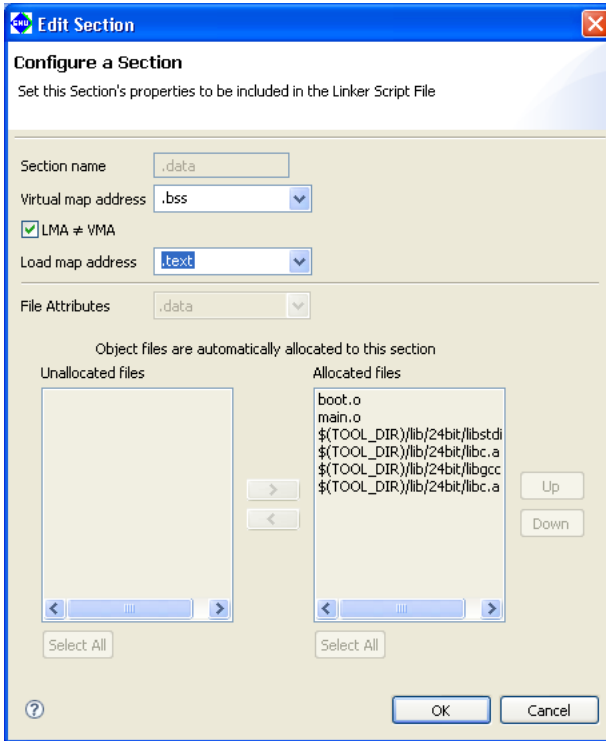 GNU Edit Section
Configure a Section
Set this Section's properties to be included in the Linker Script File
Section name .data
Virtual map address .bss
LMA ≠ VMA
Load map address .text
File Attributes .data
Object files are automatically allocated to this section
Unallocated files Allocated files
boot.o
main.o
$(TOOL_DIR)/lib/24bit/libstdi
$(TOOL_DIR)/lib/24bit/libc.a
$(TOOL_DIR)/lib/24bit/libgcc
$(TOOL_DIR)/lib/24bit/libc.a
> Up
< Down
Select All Select All
? OK Cancel